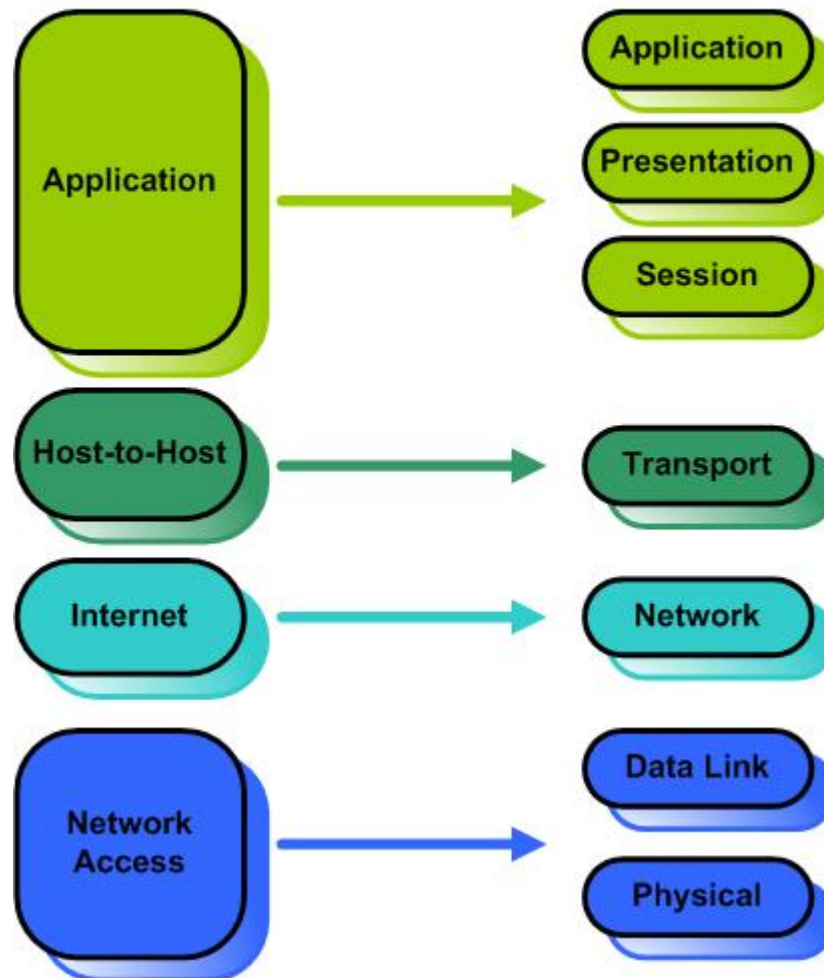 Application
Application
Presentation
Session
Host-to-Host
Transport
Internet
Network
Network
Access
Data Link
Physical